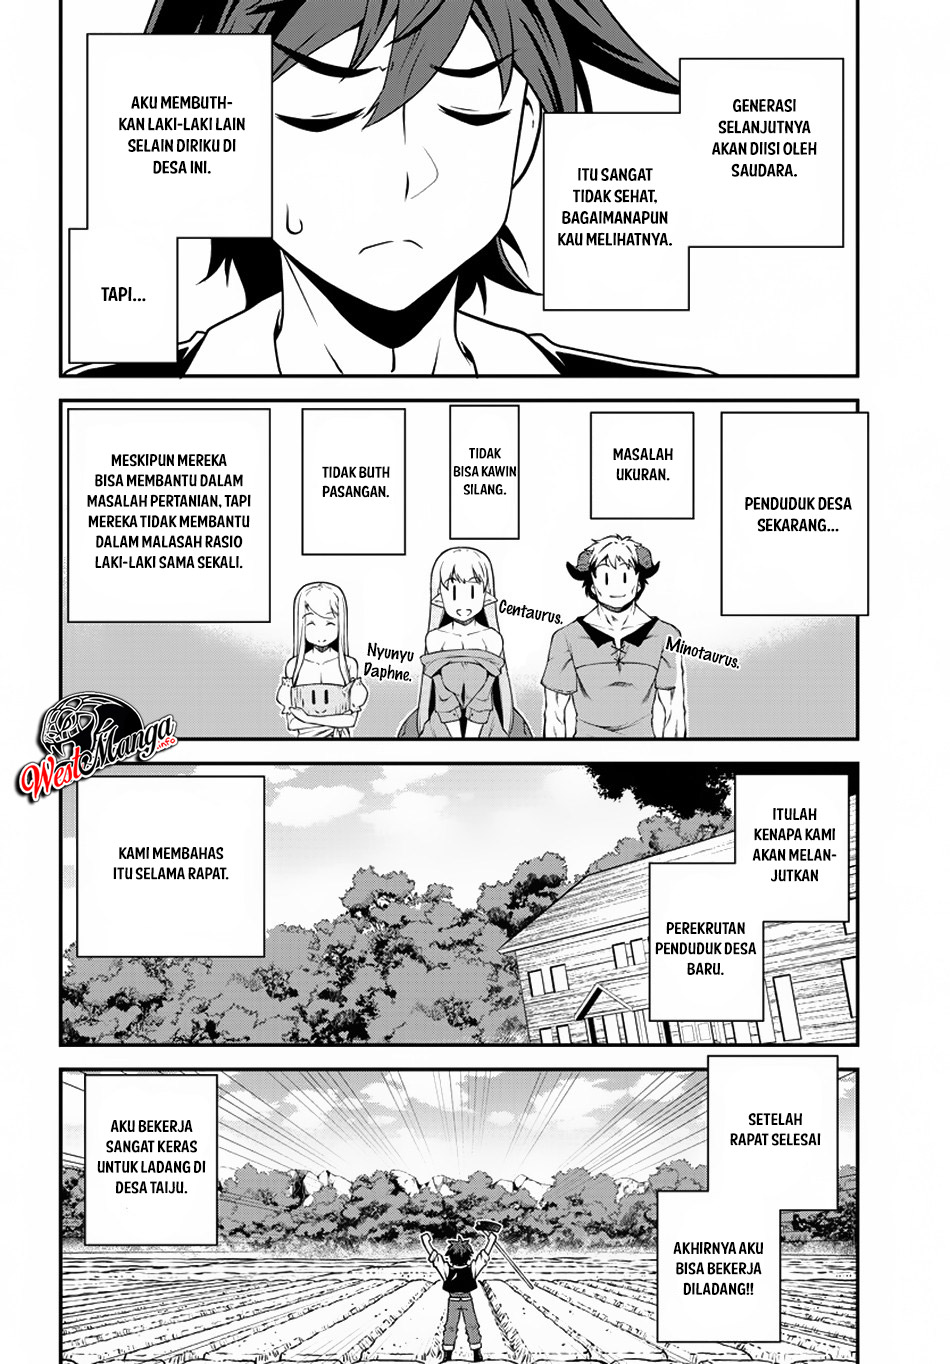 GENERASI
SELANJUTNYA
AKAN DIISI OLEH
SAUDARA.
ITU SANGAT
TIDAK SEHAT,
BAGAIMANAPUN
KAU MELIHATNYA.
AKU MEMBUTH-
KAN LAKI-LAKI LAIN
SELAIN DIRIKU DI
DESA INI.
TAPI...
PENDUDUK DESA
SEKARANG...
MASALAH
UKURAN.
Minotaurus.
TIDAK
BISA KAWIN
SILANG.
Centaurus.
TIDAK BUTH
PASANGAN.
Nyunyu
Daphne.
MESKIPUN MEREKA
BISA MEMBANTU DALAM
MASALAH PERTANIAN, TAPI
MEREKA TIDAK MEMBANTU
DALAM MALASAH RASIO
LAKI-LAKI SAMA SEKALI.
WestManga
.info
ITULAH
KENAPA KAMI
AKAN MELAN-
JUTKAN
PEREKRUTAN
PENDUDUK DESA
BARU.
KAMI MEMBAHAS
ITU SELAMA RAPAT.
SETELAH
RAPAT SELESAI
AKHIRNYA AKU
BISA BEKERJA
DILADANG!!
AKU BEKERJA
SANGAT KERAS
UNTUK LADANG DI
DESA TAIJU.